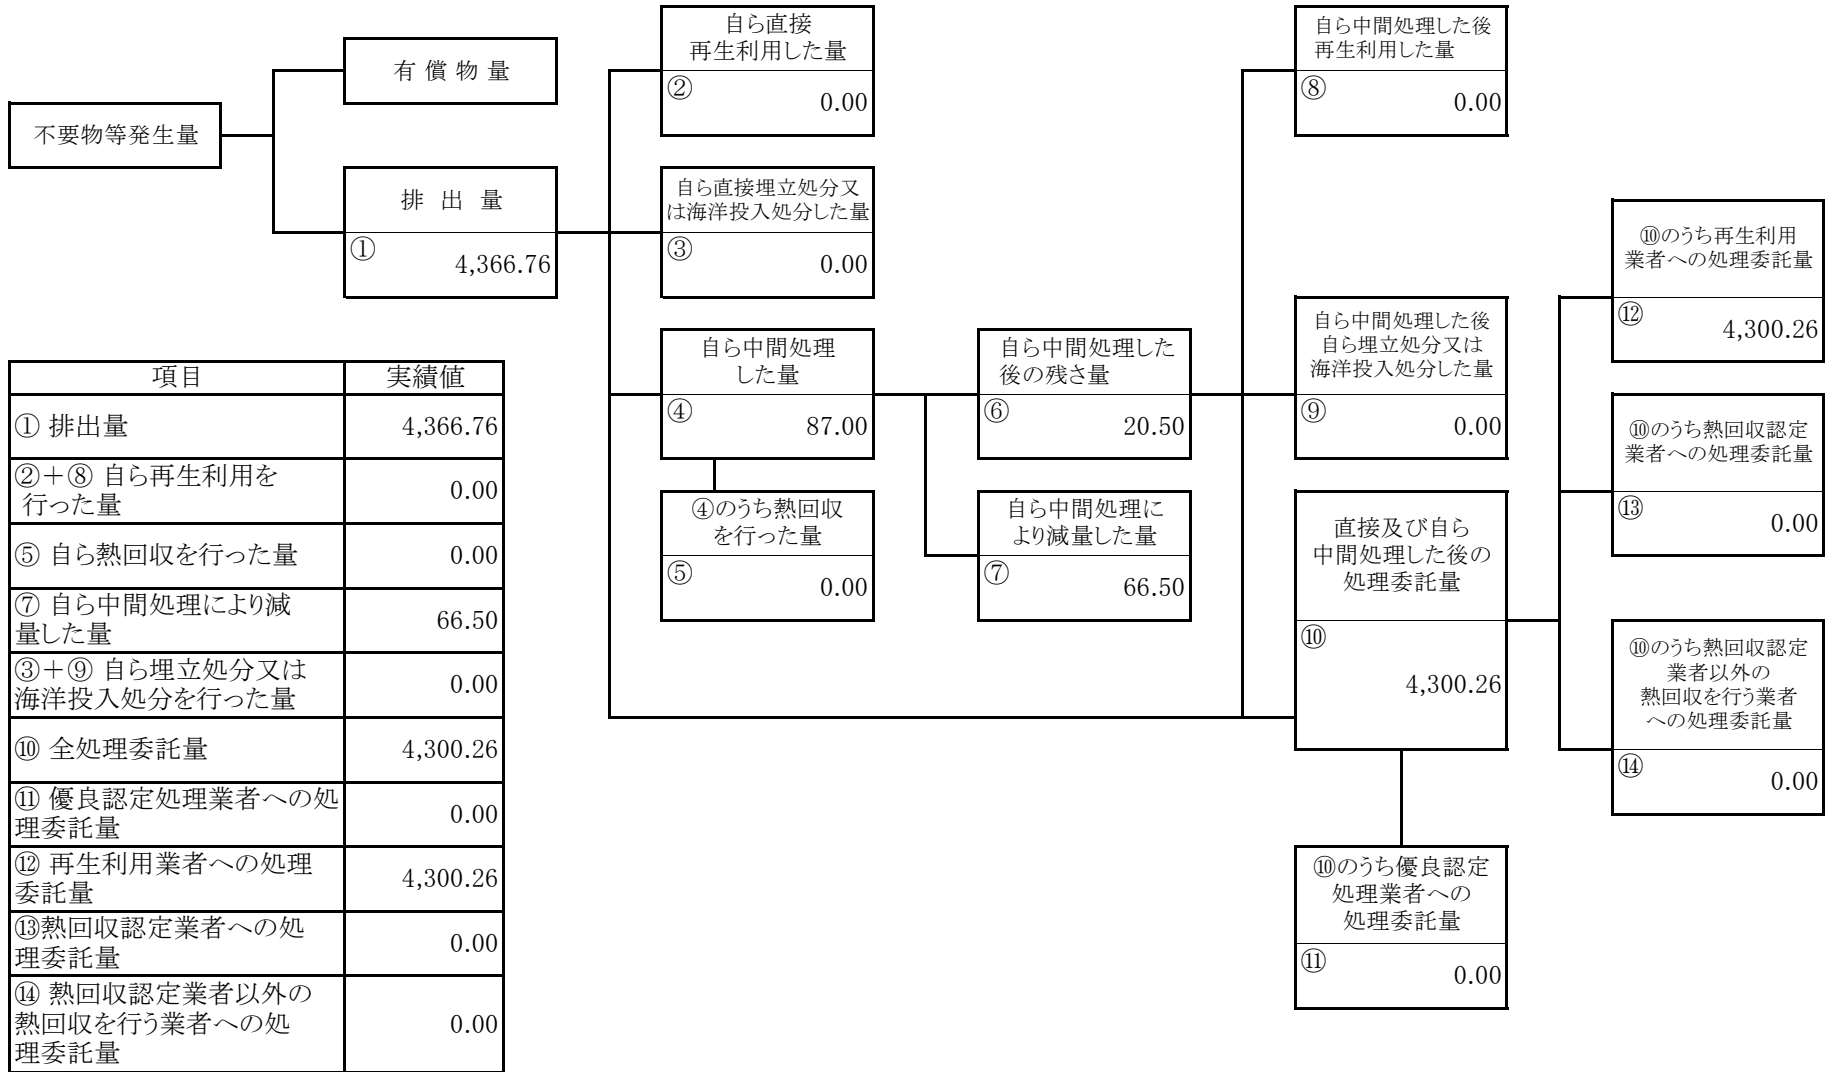 不要物等発生量
有 償 物 量
排 出 量
①
4,366.76
自ら直接
再生利用した量
②
0.00
自ら直接埋立処分又
は海洋投入処分した量
③
0.00
自ら中間処理
した量
④
87.00
④のうち熱回収
を行った量
⑤
0.00
自ら中間処理した
後の残さ量
⑥
20.50
自ら中間処理に
より減量した量
⑦
66.50
自ら中間処理した後
再生利用した量
⑧
0.00
自ら中間処理した後
自ら埋立処分又は
海洋投入処分した量
⑨
0.00
直接及び自ら
中間処理した後の
処理委託量
⑩
4,300.26
⑩のうち優良認定
処理業者への
処理委託量
⑪
0.00
⑩のうち再生利用
業者への処理委託量
⑫
4,300.26
⑩のうち熱回収認定
業者への処理委託量
⑬
0.00
⑩のうち熱回収認定
業者以外の
熱回収を行う業者
への処理委託量
⑭
0.00
項目 実績値
① 排出量 4,366.76
②＋⑧ 自ら再生利用を
行った量
0.00
⑤ 自ら熱回収を行った量 0.00
⑦ 自ら中間処理により減
量した量
66.50
③＋⑨ 自ら埋立処分又は
海洋投入処分を行った量
0.00
⑩ 全処理委託量 4,300.26
⑪ 優良認定処理業者への処
理委託量
0.00
⑫ 再生利用業者への処理
委託量
4,300.26
⑬熱回収認定業者への処
理委託量
0.00
⑭ 熱回収認定業者以外の
熱回収を行う業者への処
理委託量
0.00